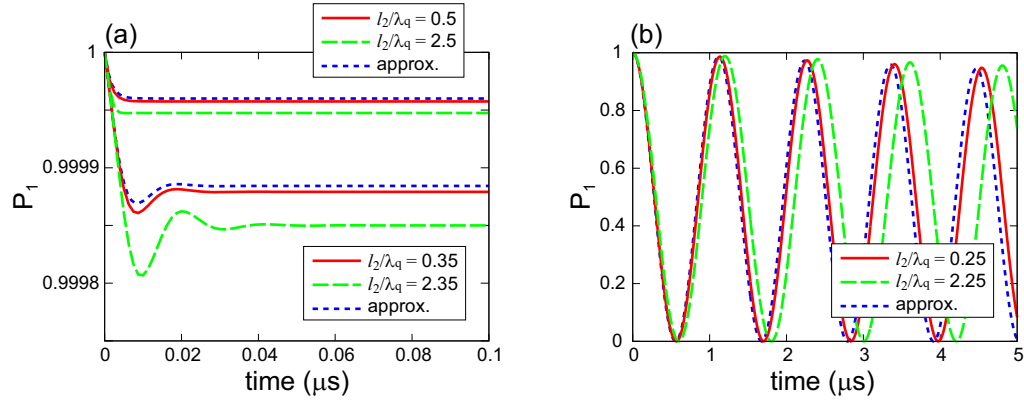 (a)
l₂/λq = 0.5
l₂/λq = 2.5
approx.
1
0.9999
0.9998
P₁
l₂/λq = 0.35
l₂/λq = 2.35
approx.
0 0.02 0.04 0.06 0.08 0.1
time (μs)
(b)
1
0.8
0.6
0.4
0.2
0
P₁
l₂/λq = 0.25
l₂/λq = 2.25
approx.
0 1 2 3 4 5
time (μs)